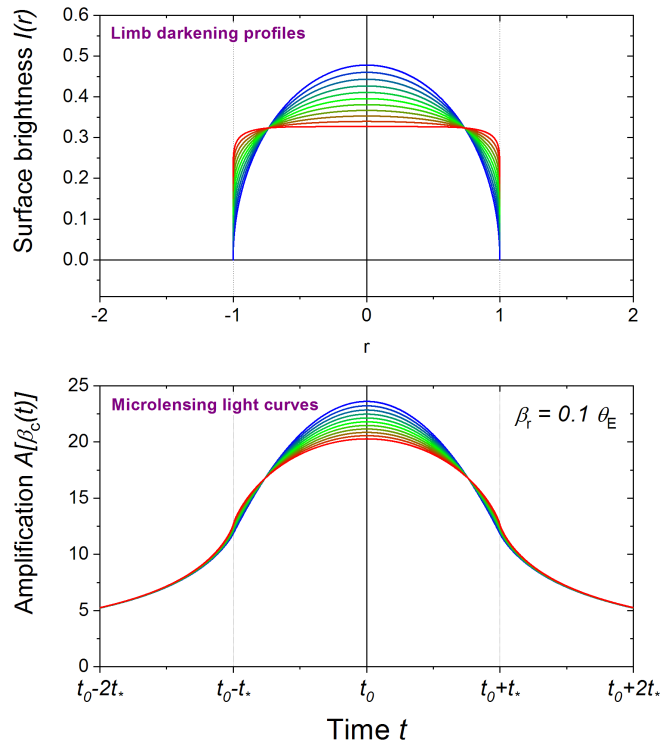 Limb darkening profiles
Surface brightness I(r)
0.6
0.5
0.4
0.3
0.2
0.1
0.0
-2 -1 0 1 2
r
Microlensing light curves
βr = 0.1 θE
Amplification A[βc(t)]
25
20
15
10
5
0
t0-2t* t0-t* t0 t0+t* t0+2t*
Time t